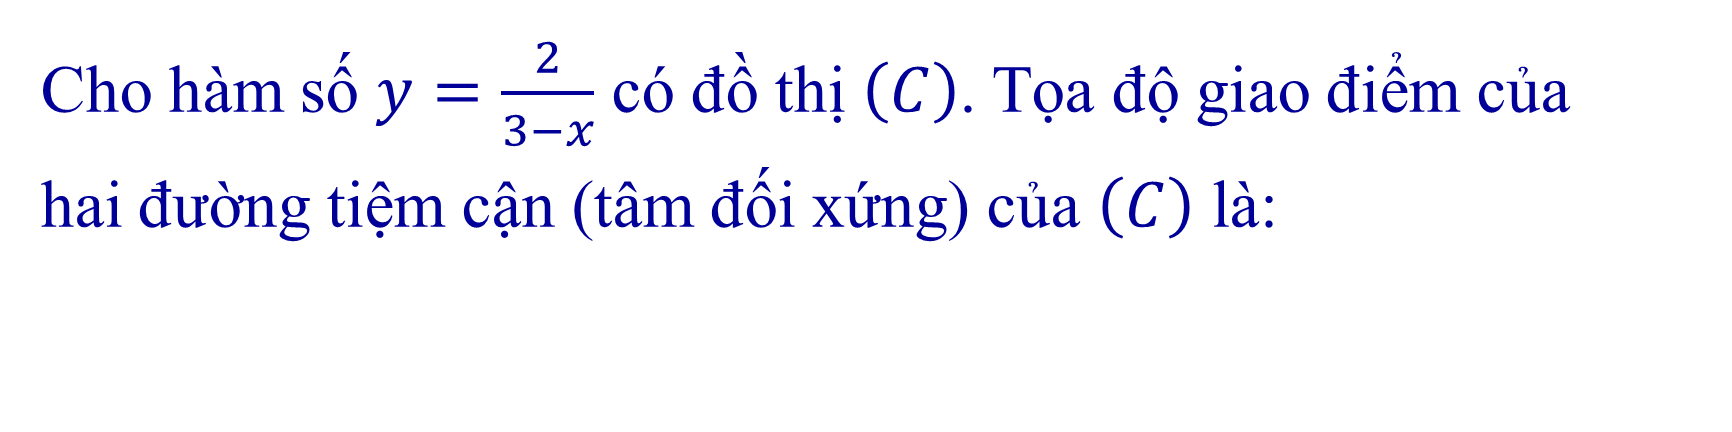 Cho hàm số $y = \frac{2}{3-x}$ có đồ thị $(C)$. Tọa độ giao điểm của
hai đường tiệm cận (tâm đối xứng) của $(C)$ là: